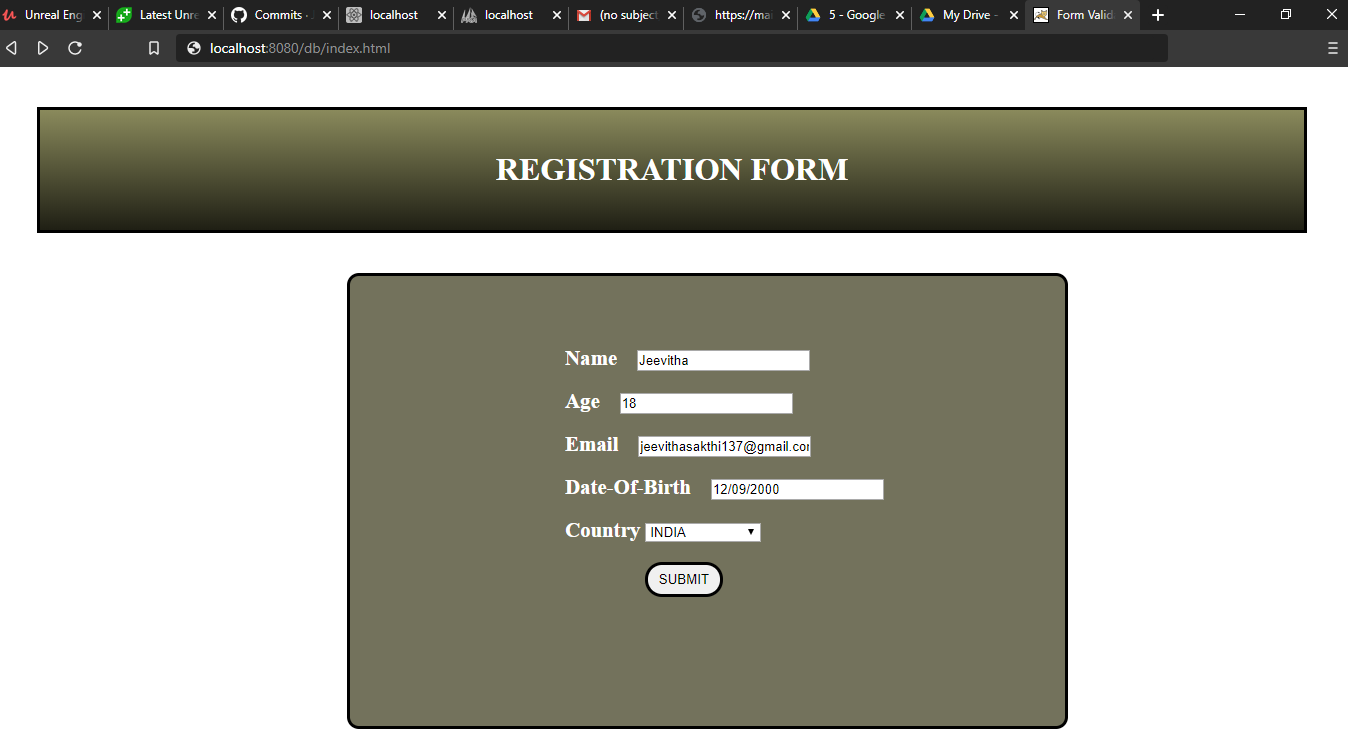 Unreal Eng
Latest Unre
Commits ·
localhost
localhost
(no subject
https://mai
5 - Google
My Drive -
Form Valid
localhost:8080/db/index.html
REGISTRATION FORM
Name Jeevitha
Age 18
Email jeevithasakthi137@gmail.co
Date-Of-Birth 12/09/2000
Country INDIA
SUBMIT